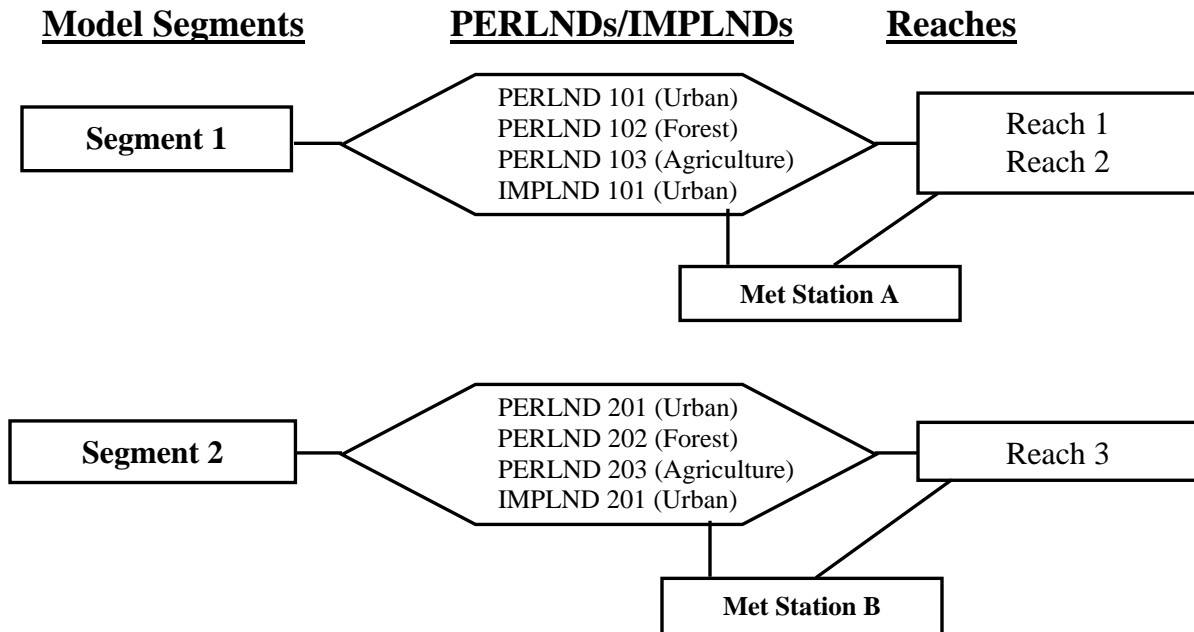 Model Segments PERLNDs/IMPLNDs Reaches
Segment 1
PERLND 101 (Urban)
PERLND 102 (Forest)
PERLND 103 (Agriculture)
IMPLND 101 (Urban)
Reach 1
Reach 2
Met Station A
Segment 2
PERLND 201 (Urban)
PERLND 202 (Forest)
PERLND 203 (Agriculture)
IMPLND 201 (Urban)
Reach 3
Met Station B